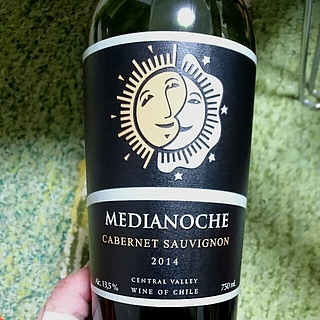 MEDIANOCHE
CABERNET SAUVIGNON
2014
Alc 13,5%
CENTRAL VALLEY
WINE OF CHILE
750 mL